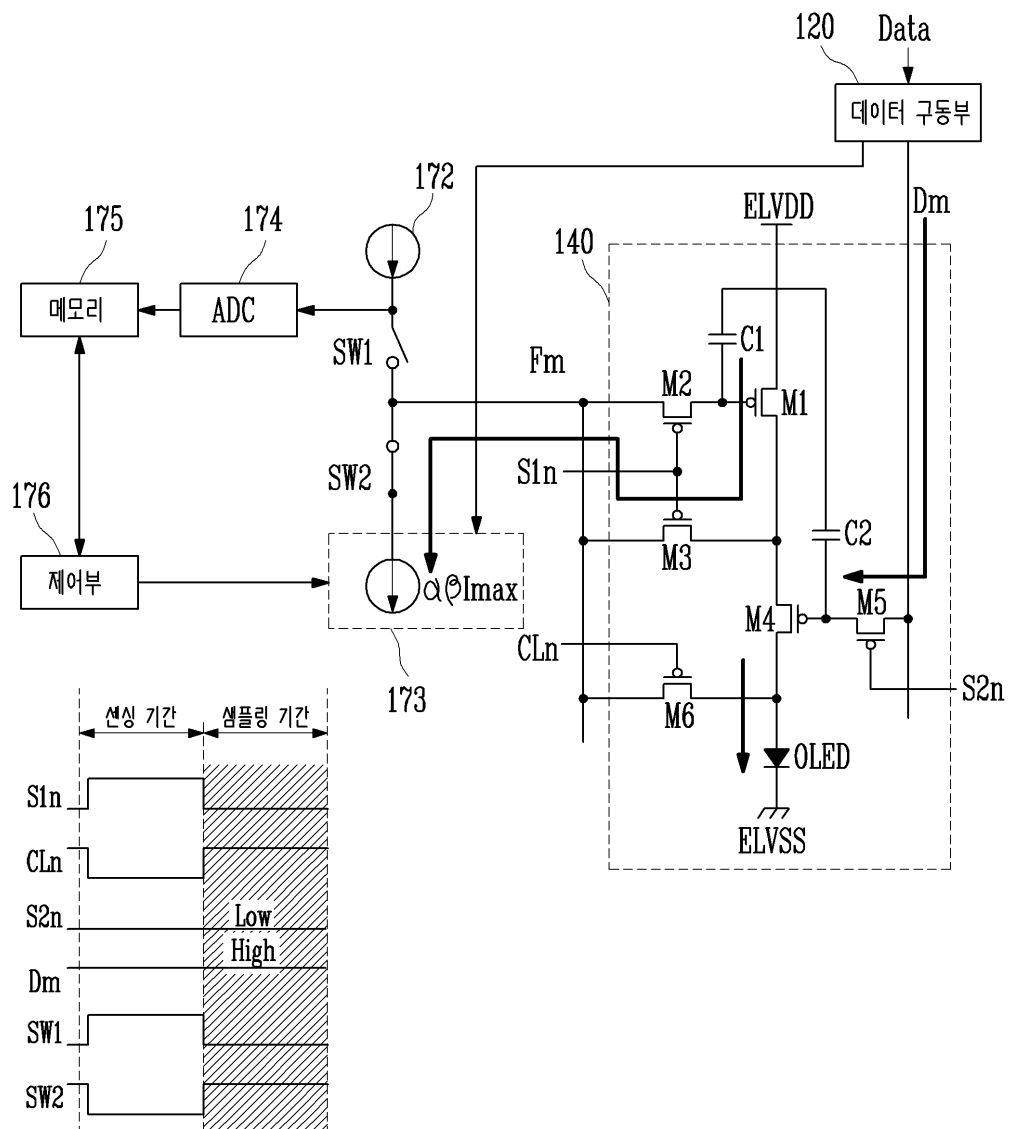 120
Data
데이터 구동부
172
175
174
ELVDD
Dm
140
메모리
ADC
C1
SW1
Fm
M2
M1
S1n
SW2
176
C2
M3
제어부
αβImax
M5
M4
CLn
S2n
173
M6
센싱 기간
샘플링 기간
OLED
S1n
ELVSS
CLn
S2n
Low
High
Dm
SW1
SW2